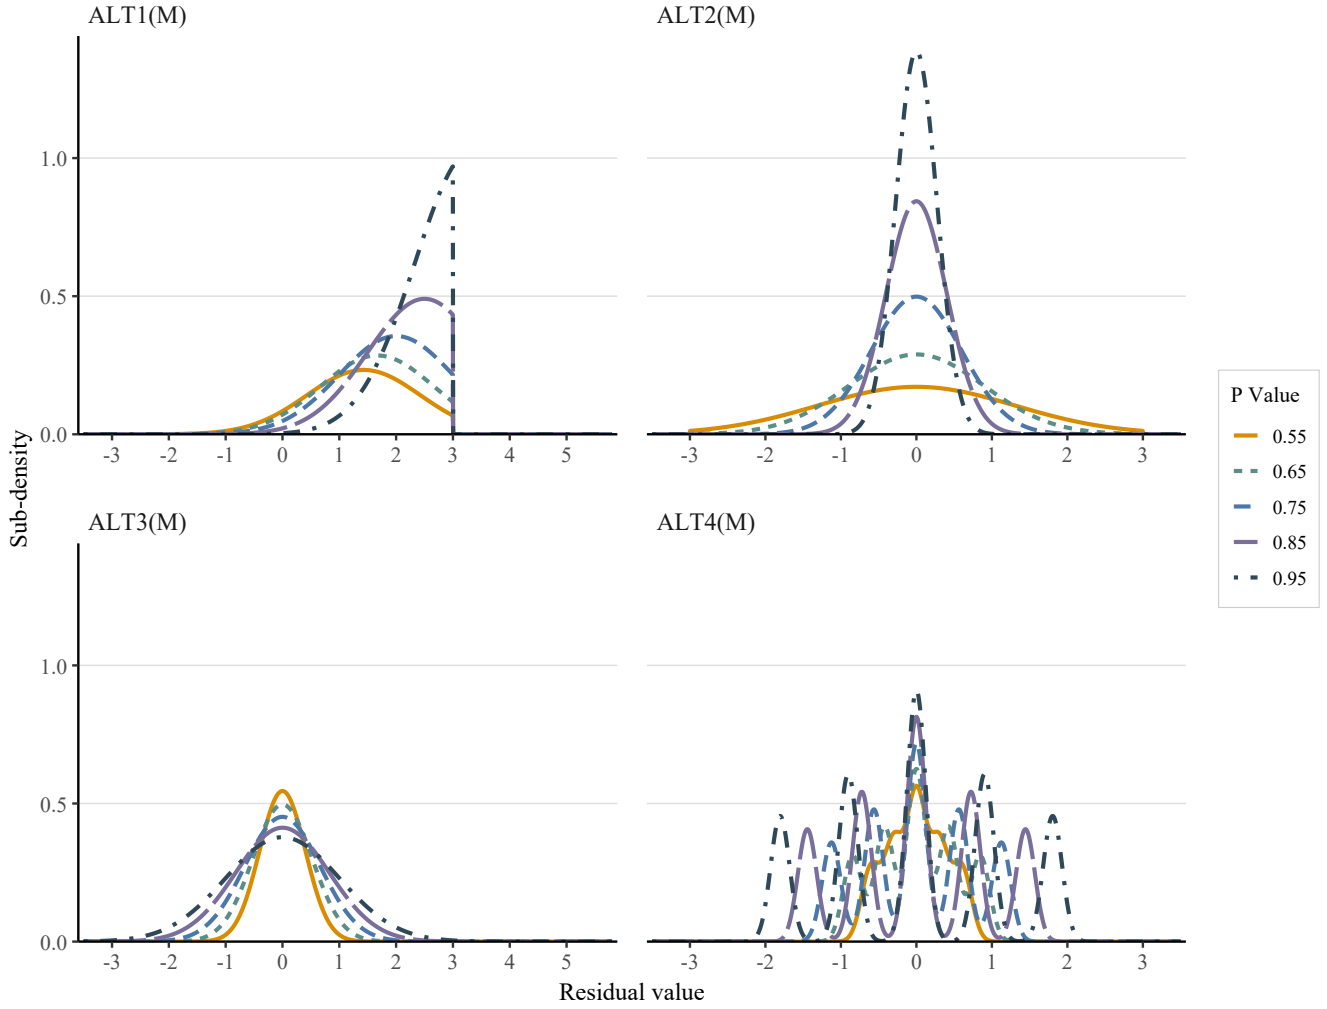 ALT1(M)
ALT2(M)
1.0
0.5
0.0
-3 -2 -1 0 1 2 3 4 5
-3 -2 -1 0 1 2 3
Sub-density
ALT3(M)
ALT4(M)
1.0
0.5
0.0
-3 -2 -1 0 1 2 3 4 5
-3 -2 -1 0 1 2 3
Residual value
P Value
0.55
0.65
0.75
0.85
0.95